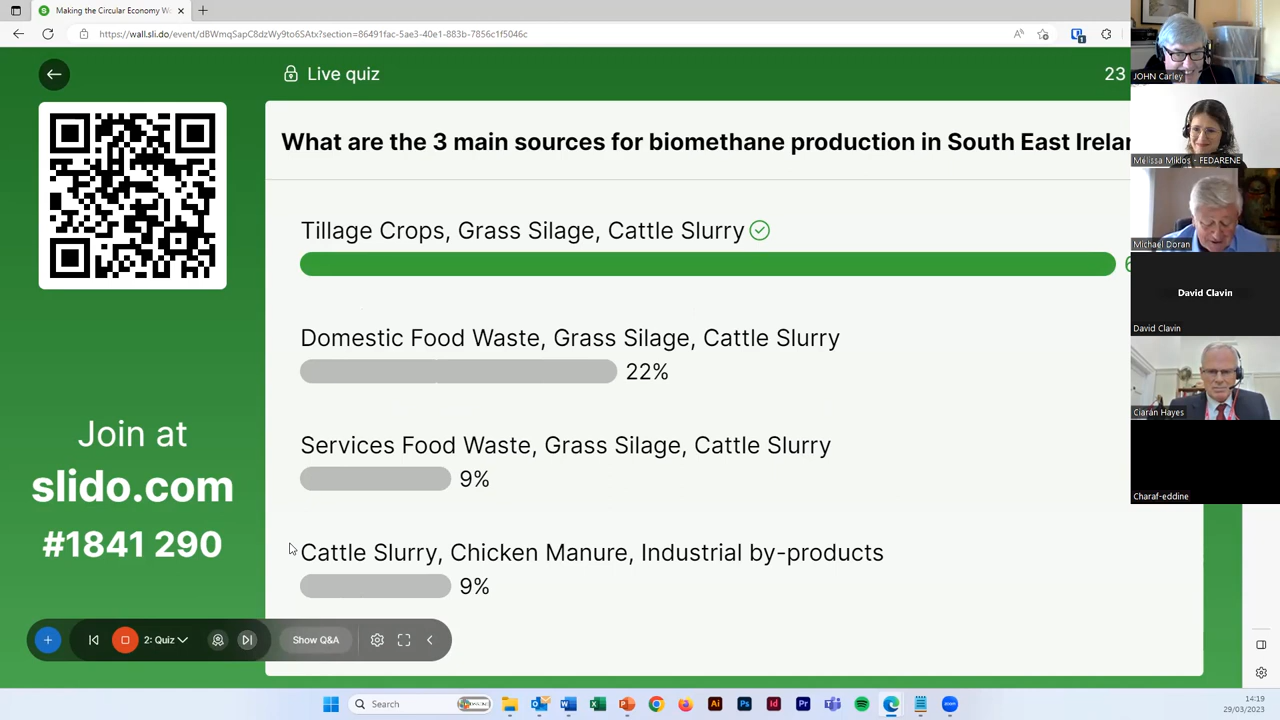 Making the Circular Economy W
https://wall.sli.do/event/dBWmqSapC8dzWy9to6SAtx?section=86491fac-5ae3-40e1-883b-7856c1f5046c
Live quiz
23
What are the 3 main sources for biomethane production in South East Irelan
Tillage Crops, Grass Silage, Cattle Slurry
6
Domestic Food Waste, Grass Silage, Cattle Slurry
22%
Services Food Waste, Grass Silage, Cattle Slurry
9%
Cattle Slurry, Chicken Manure, Industrial by-products
9%
Join at
slido.com
#1841 290
2: Quiz
Show Q&A
JOHN Carley
Mélissa Miklos - FEDARENE
Michael Doran
David Clavin
David Clavin
Ciarán Hayes
Charaf-eddine
Search
14:19
29/03/2023